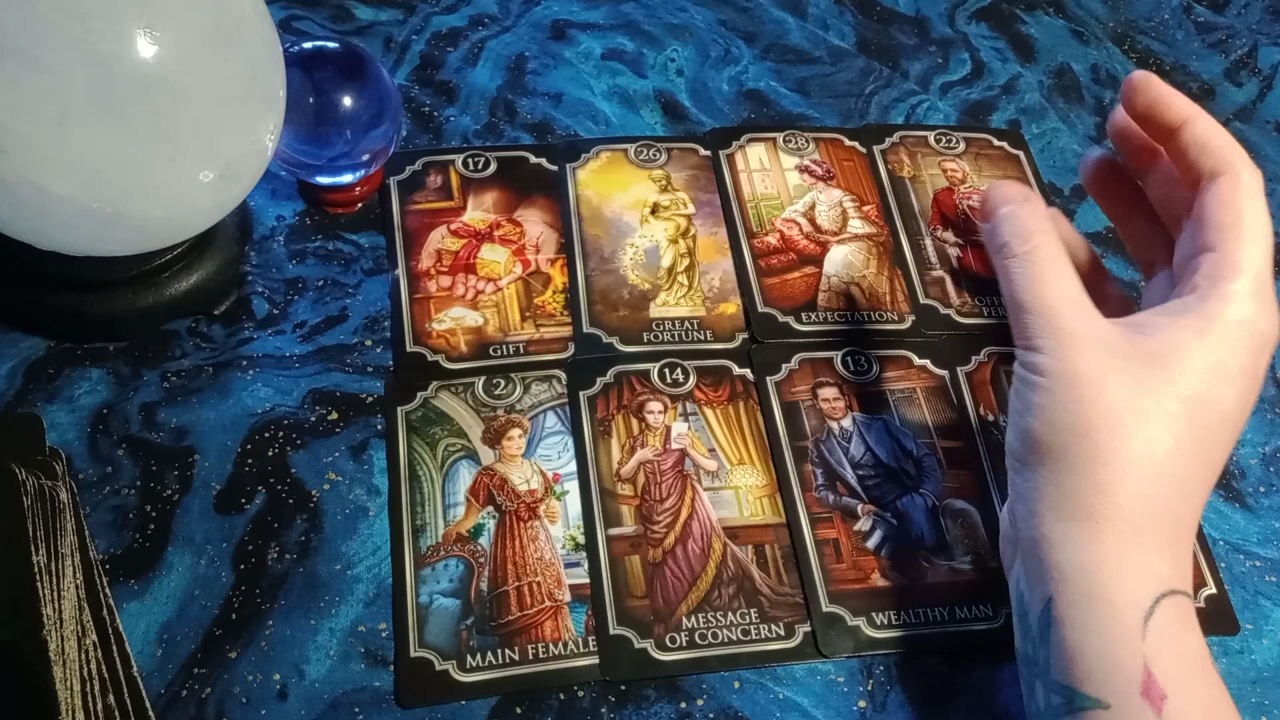 17
GIFT
26
GREAT
FORTUNE
28
EXPECTATION
22
2
MAIN FEMALE
14
MESSAGE
OF CONCERN
13
WEALTHY MAN